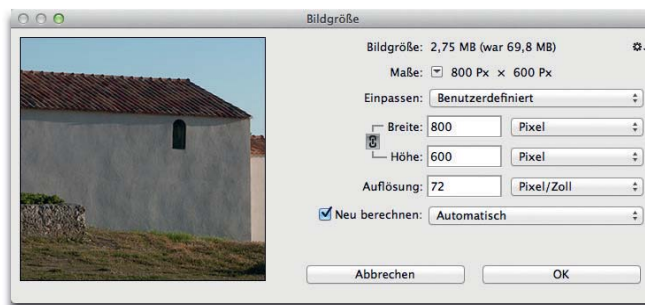 Bildgröße
Bildgröße: 2,75 MB (war 69,8 MB)
Maße: 800 Px × 600 Px
Einpassen: Benutzerdefiniert
Breite: 800 Pixel
Höhe: 600 Pixel
Auflösung: 72 Pixel/Zoll
Neu berechnen: Automatisch
Abbrechen OK